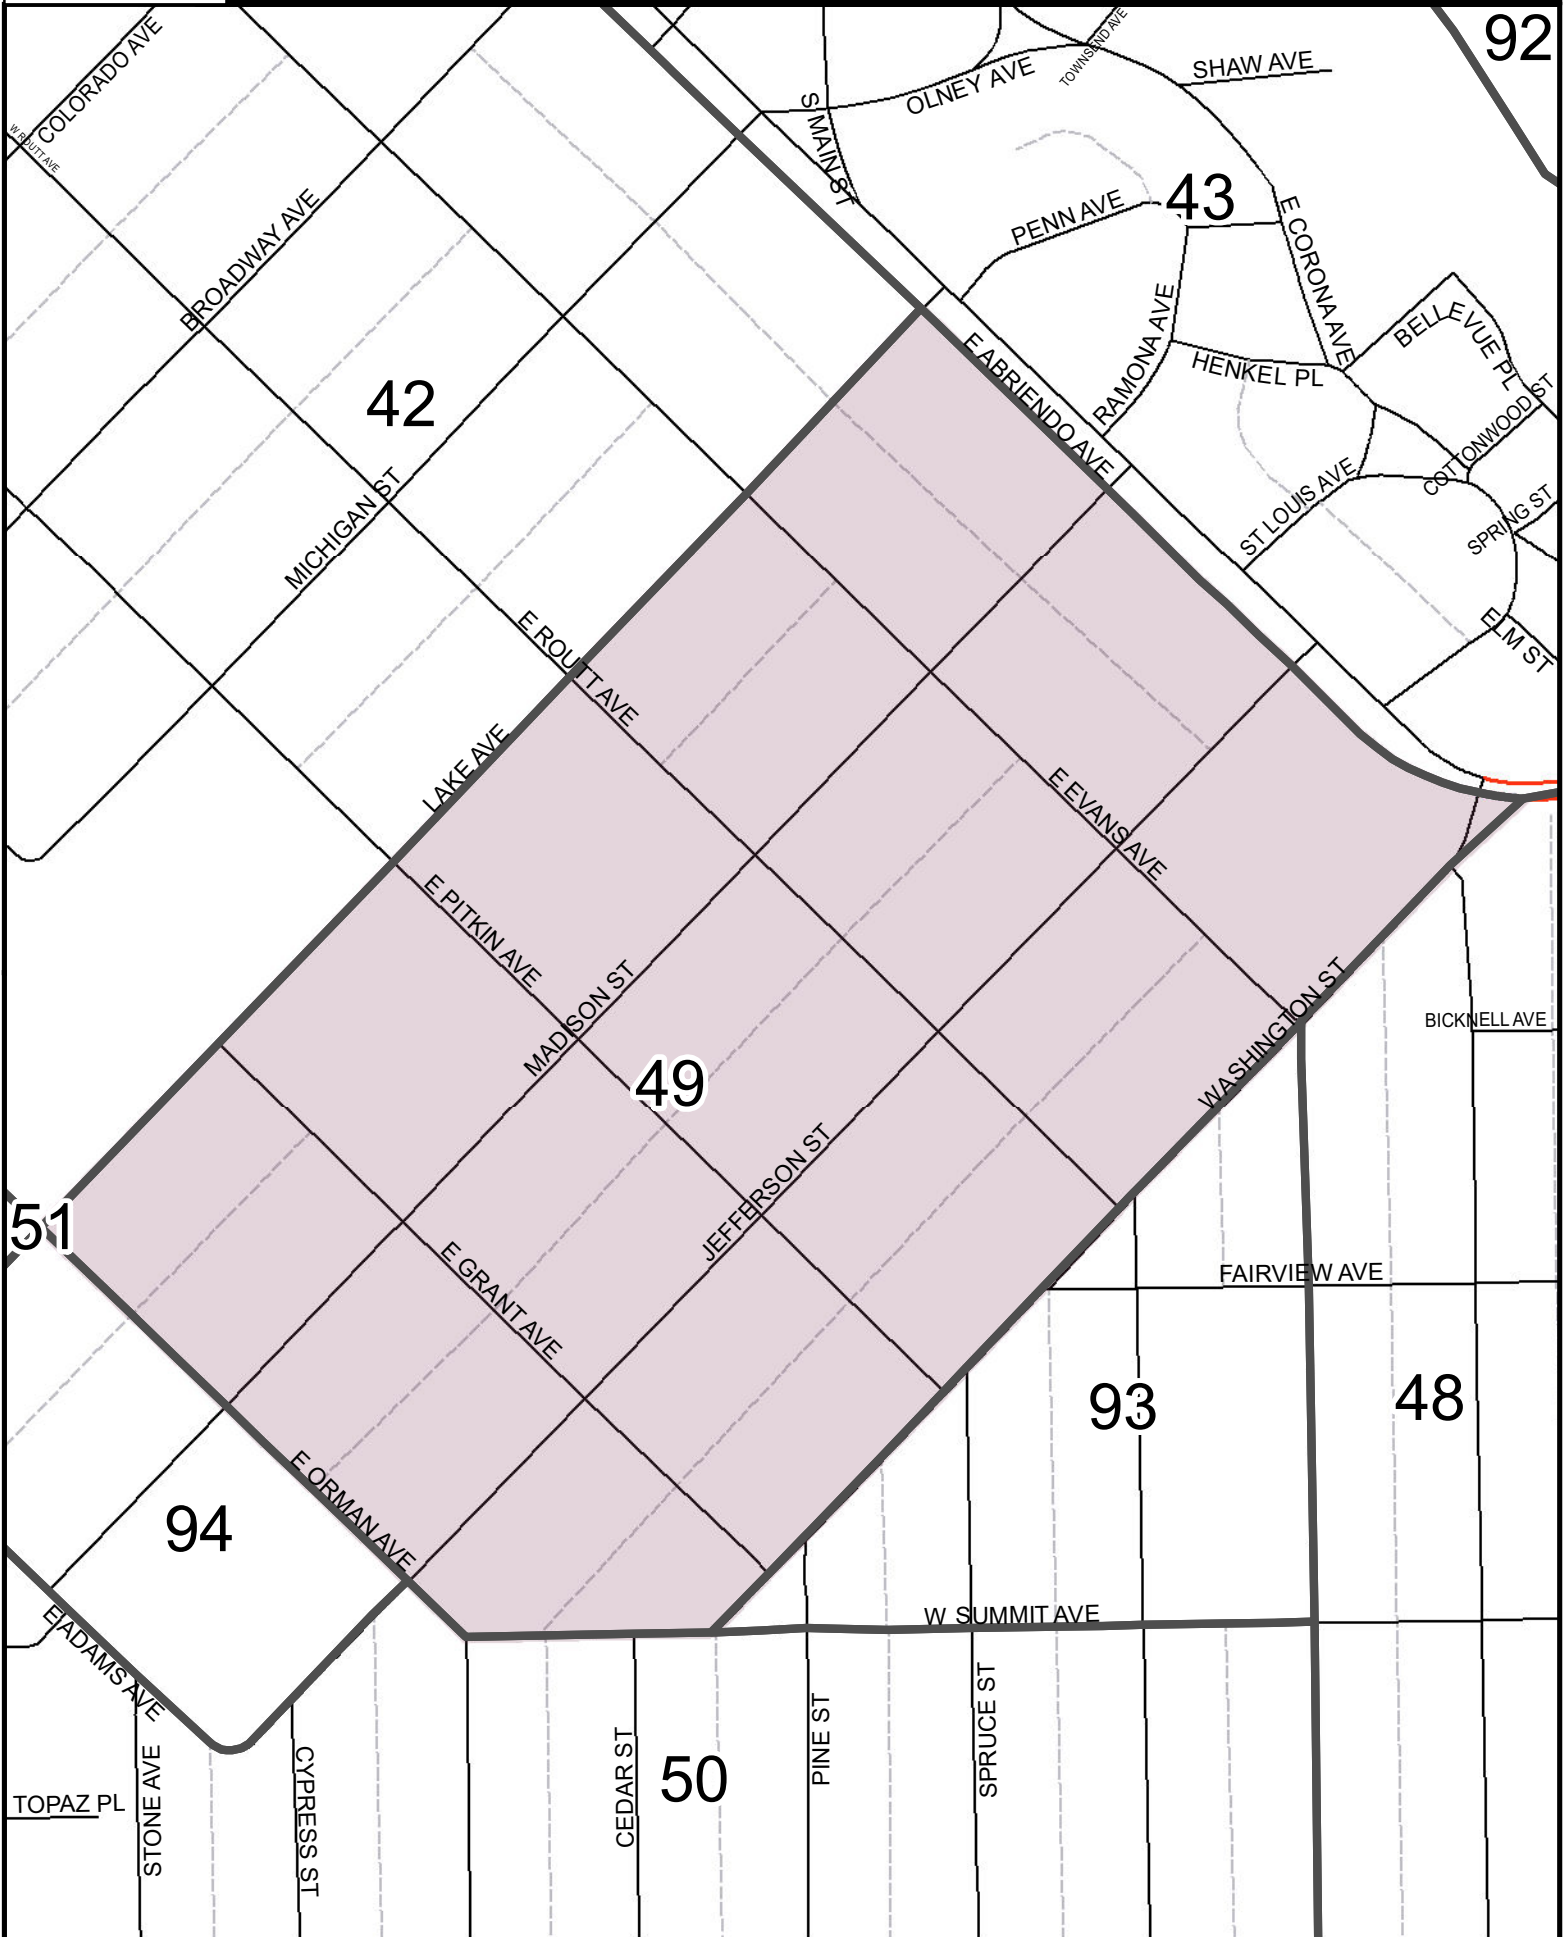 92
COLORADO AVE
TOWNSEND AVE
SHAW AVE
OLNEY AVE
S MAIN ST
W ROUTT AVE
43
PENN AVE
E CORONA AVE
BROADWAY AVE
RAMONA AVE
BELLEVUE PL
HENKEL PL
E ABRIENDO AVE
42
COTTONWOOD ST
ST LOUIS AVE
SPRING ST
MICHIGAN ST
ELM ST
E ROUTT AVE
LAKE AVE
E EVANS AVE
E PITKIN AVE
MADISON ST
WASHINGTON ST
BICKNELL AVE
49
JEFFERSON ST
51
E GRANT AVE
FAIRVIEW AVE
93
48
E ORMAN AVE
94
W SUMMIT AVE
E ADAMS AVE
SPRUCE ST
PINE ST
CEDAR ST
50
CYPRESS ST
STONE AVE
TOPAZ PL